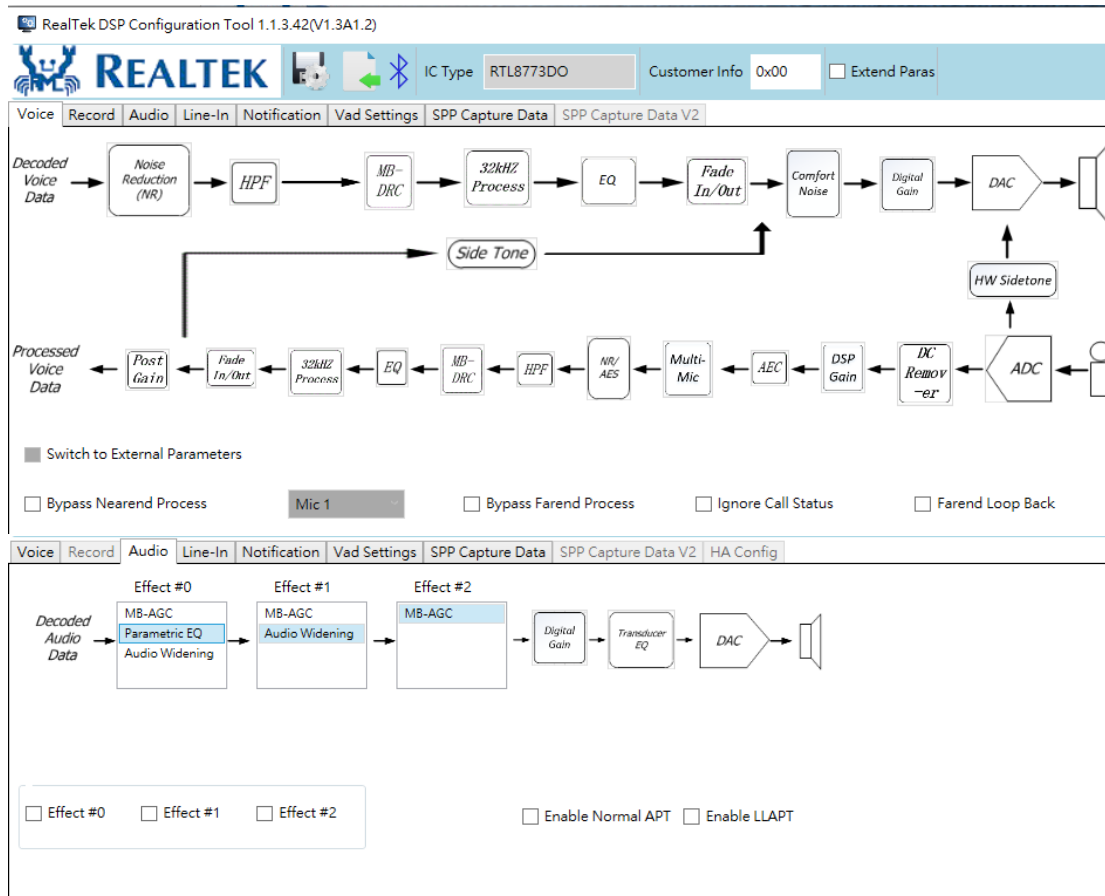 RealTek DSP Configuration Tool 1.1.3.42(V1.3A1.2)
REALTEK
IC Type RTL8773DO Customer Info 0x00 Extend Paras
Voice Record Audio Line-In Notification Vad Settings SPP Capture Data SPP Capture Data V2
Decoded
Voice
Data
Noise
Reduction
(NR)
HPF
MB-
DRC
32kHZ
Process
EQ
Fade
In/Out
Comfort
Noise
Digital
Gain
DAC
Side Tone
HW Sidetone
Processed
Voice
Data
Post
Gain
Fade
In/Out
32kHZ
Process
EQ
MB-
DRC
HPF
NR/
AES
Multi-
Mic
AEC
DSP
Gain
DC
Remov
-er
ADC
Switch to External Parameters
Bypass Nearend Process Mic 1 Bypass Farend Process Ignore Call Status Farend Loop Back
Voice Record Audio Line-In Notification Vad Settings SPP Capture Data SPP Capture Data V2 HA Config
Effect #0 Effect #1 Effect #2
Decoded
Audio
Data
MB-AGC
Parametric EQ
Audio Widening
MB-AGC
Audio Widening
MB-AGC
Digital
Gain
Transducer
EQ
DAC
Effect #0 Effect #1 Effect #2
Enable Normal APT Enable LLAPT